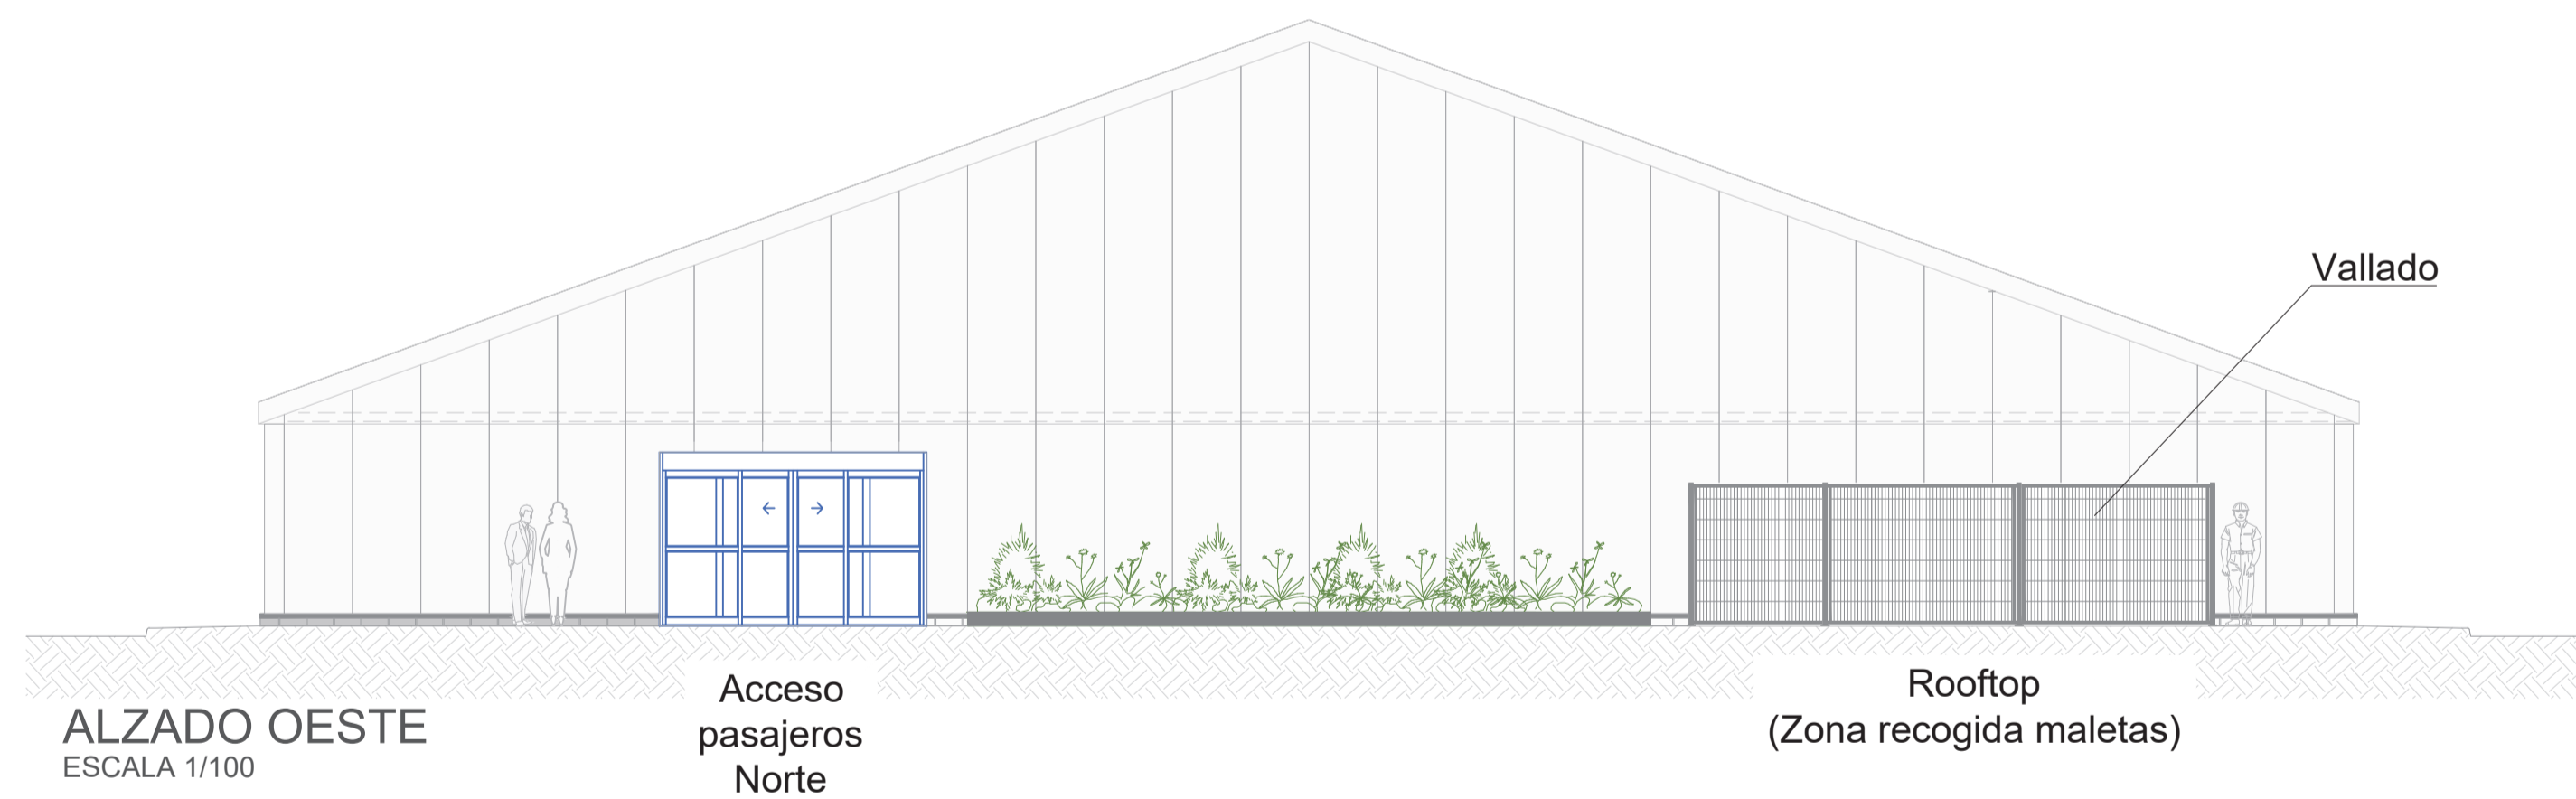 Vallado
Acceso
pasajeros
Norte
Rooftop
(Zona recogida maletas)
ALZADO OESTE
ESCALA 1/100